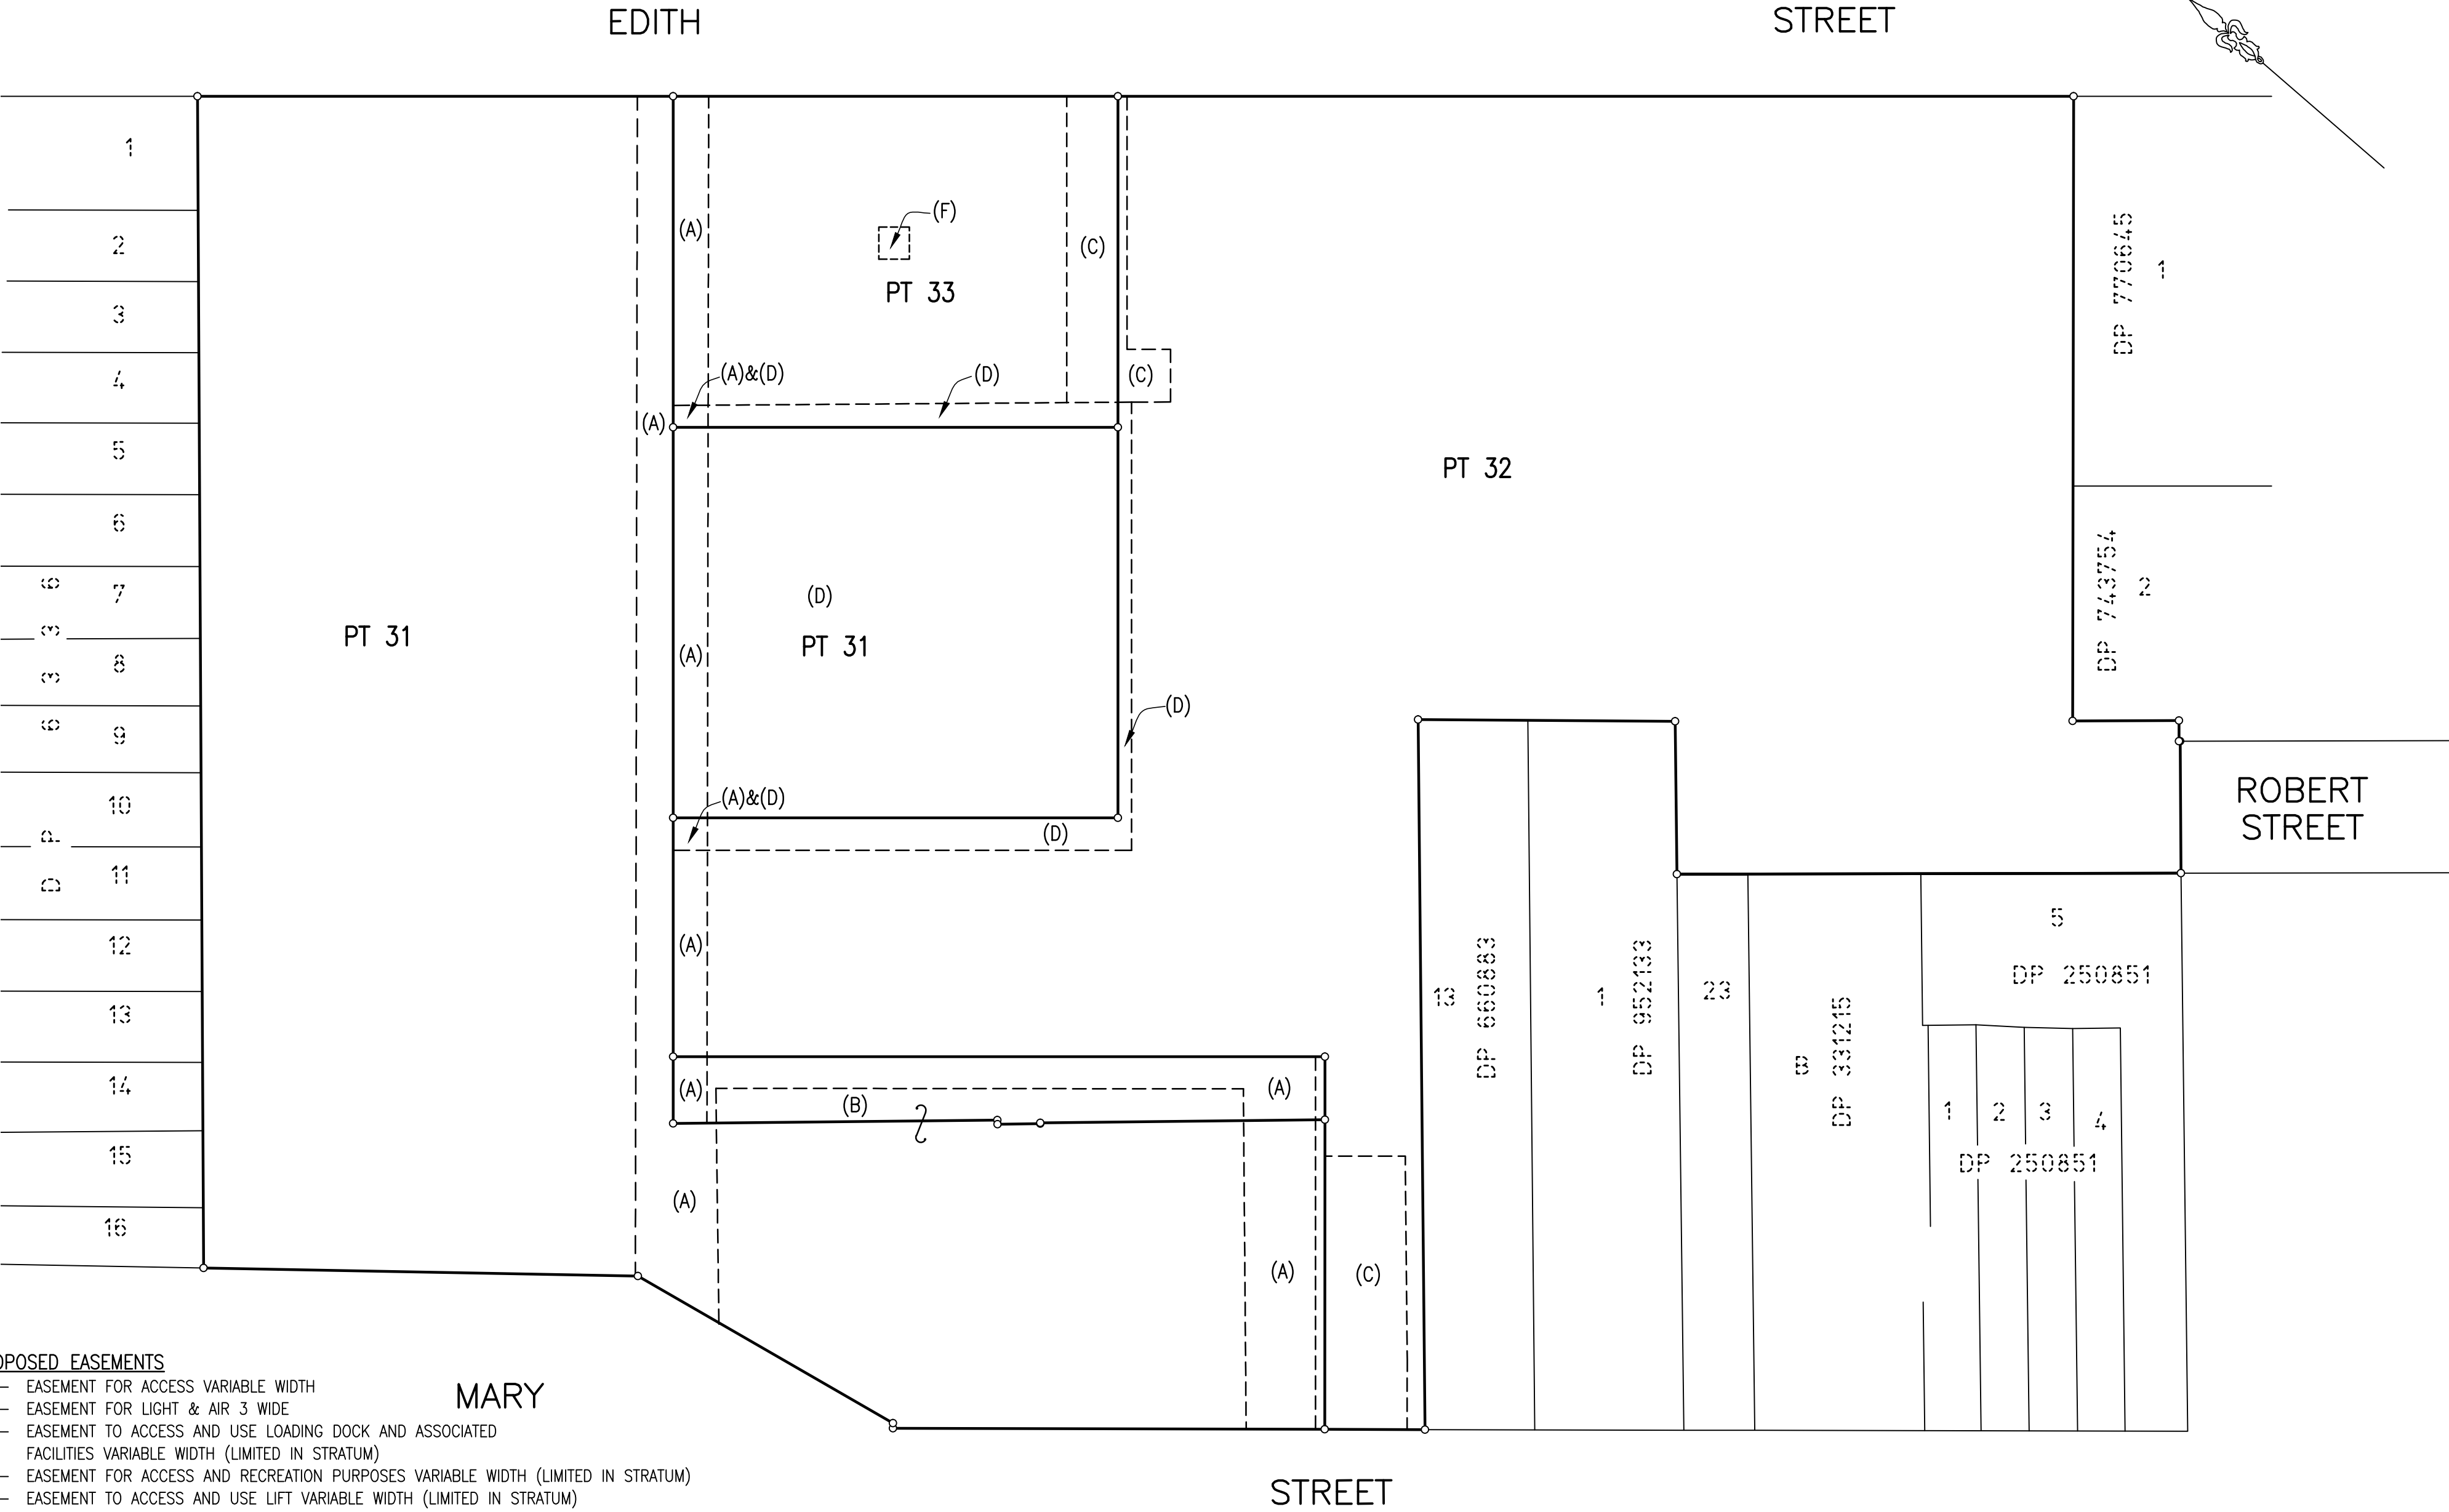 EDITH STREET
1
2
3
4
5
6
7
8
9
10
11
12
13
14
15
16
DP 6336
PT 31
(A)
(F)
(C)
PT 33
(A)&(D)
(D)
(C)
(A)
PT 32
(D)
PT 31
(A)
(D)
(A)&(D)
(D)
(A)
(A)
(B)
(A)
(A)
(A)
(C)
DP 770645
1
DP 743754
2
ROBERT
STREET
13
DP 660883
1
DP 952133
23
B
DP 331215
5
DP 250851
1
2
3
4
DP 250851
MARY STREET
OPOSED EASEMENTS
— EASEMENT FOR ACCESS VARIABLE WIDTH
— EASEMENT FOR LIGHT & AIR 3 WIDE
— EASEMENT TO ACCESS AND USE LOADING DOCK AND ASSOCIATED
FACILITIES VARIABLE WIDTH (LIMITED IN STRATUM)
— EASEMENT FOR ACCESS AND RECREATION PURPOSES VARIABLE WIDTH (LIMITED IN STRATUM)
— EASEMENT TO ACCESS AND USE LIFT VARIABLE WIDTH (LIMITED IN STRATUM)